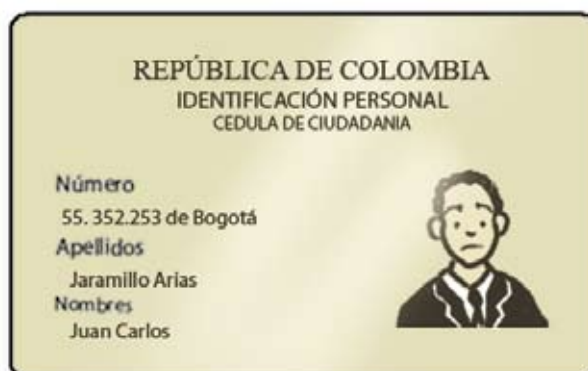 REPÚBLICA DE COLOMBIA
IDENTIFICACIÓN PERSONAL
CEDULA DE CIUDADANIA
Número
55. 352.253 de Bogotá
Apellidos
Jaramillo Arias
Nombres
Juan Carlos